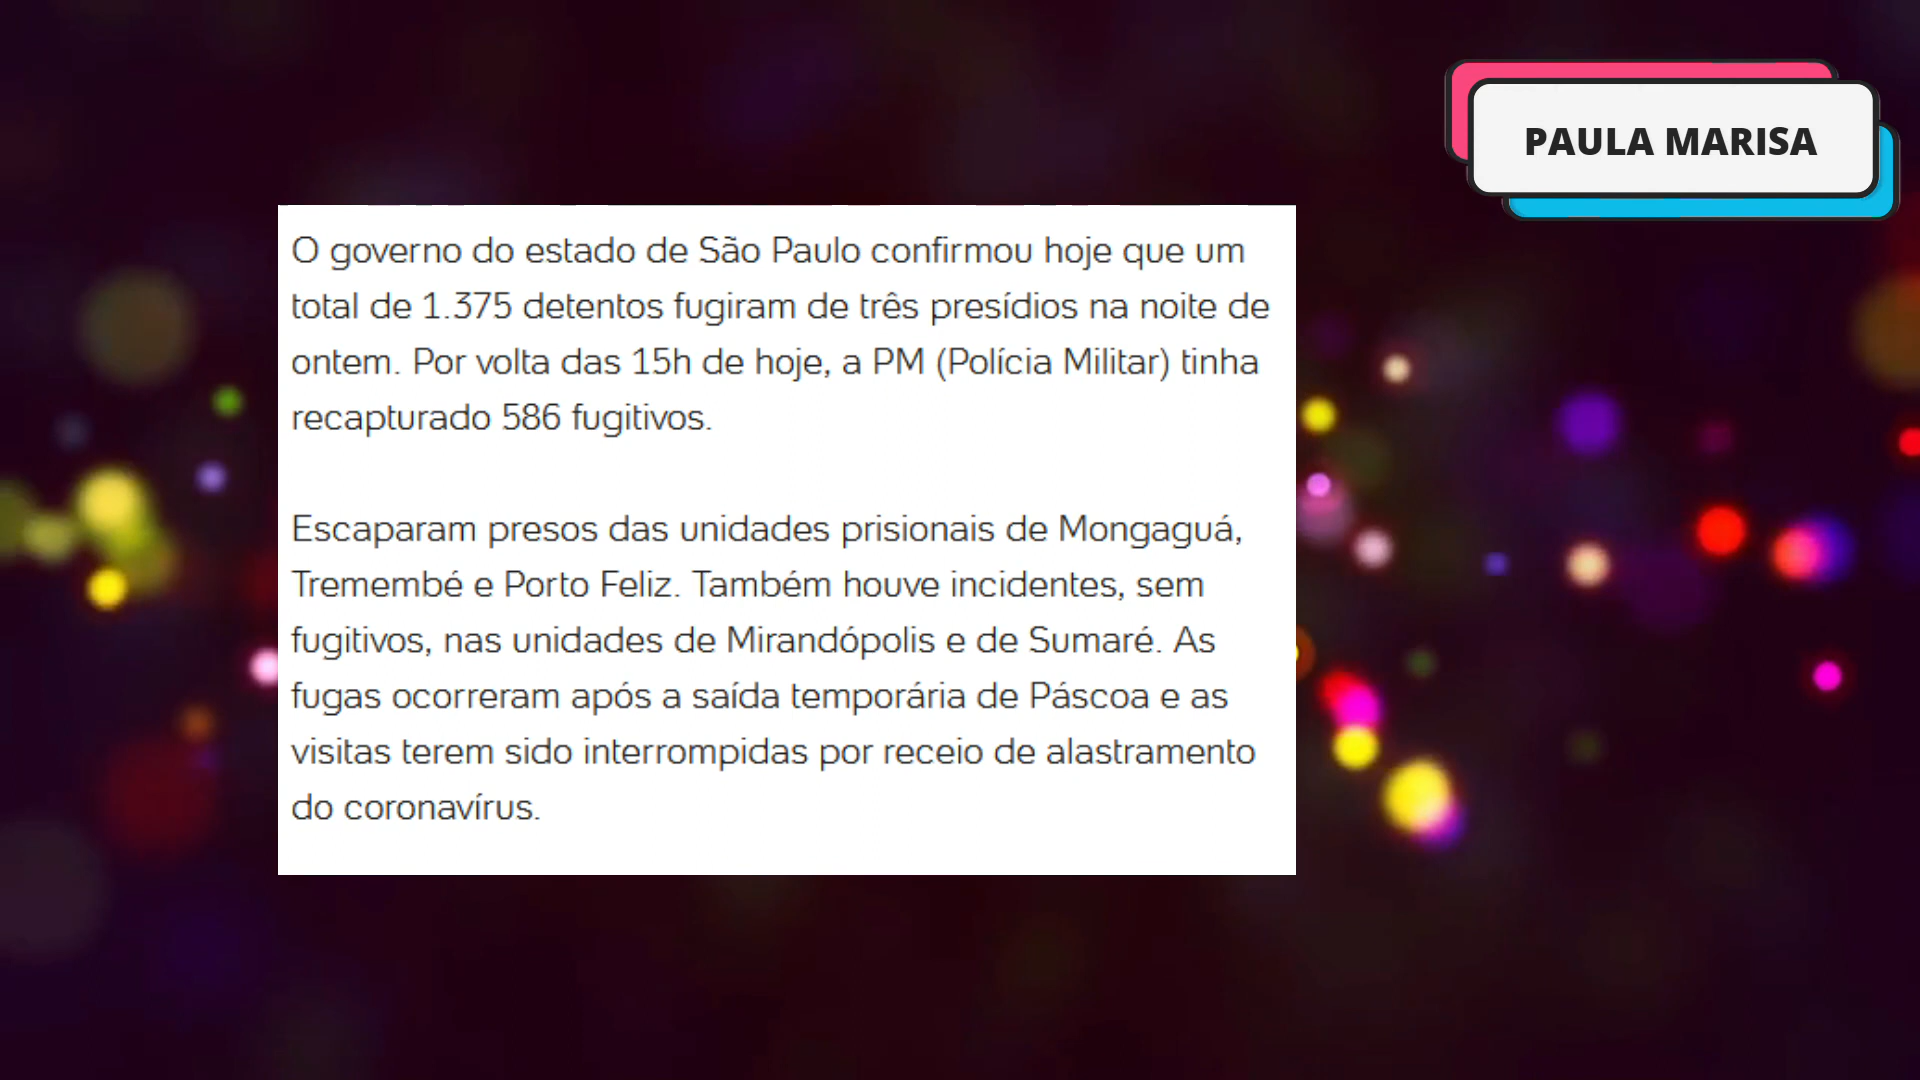 PAULA MARISA
O governo do estado de São Paulo confirmou hoje que um
total de 1.375 detentos fugiram de três presídios na noite de
ontem. Por volta das 15h de hoje, a PM (Polícia Militar) tinha
recapturado 586 fugitivos.
Escaparam presos das unidades prisionais de Mongaguá,
Tremembé e Porto Feliz. Também houve incidentes, sem
fugitivos, nas unidades de Mirandópolis e de Sumaré. As
fugas ocorreram após a saída temporária de Páscoa e as
visitas terem sido interrompidas por receio de alastramento
do coronavírus.